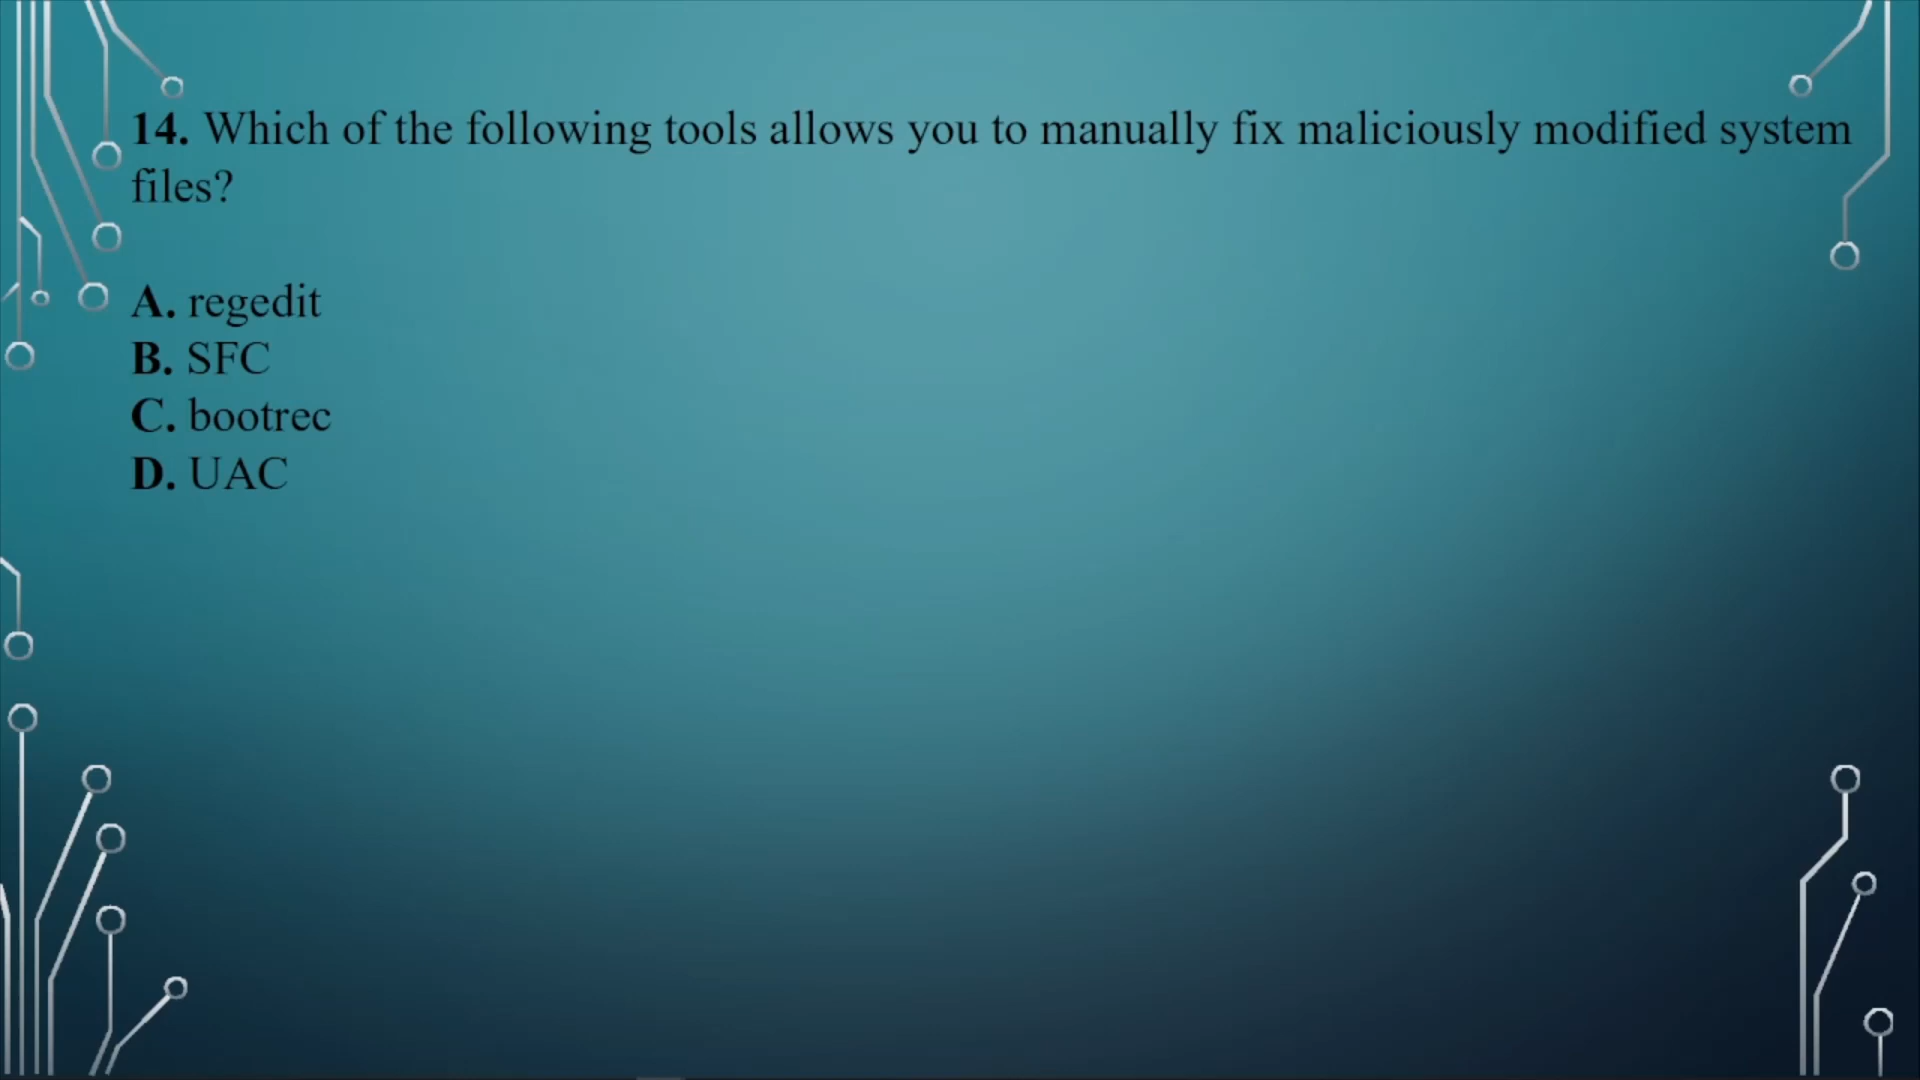 14. Which of the following tools allows you to manually fix maliciously modified system
files?
A. regedit
B. SFC
C. bootrec
D. UAC